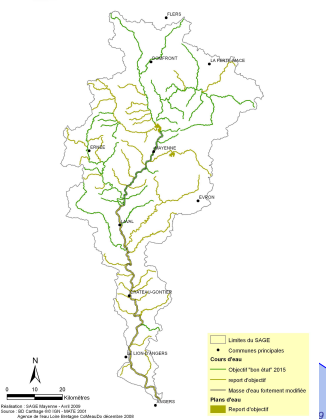 FLERS
DOMFRONT
LA FERTE MACE
ERNEE
MAYENNE
EVRON
LAVAL
CHATEAU-GONTIER
LE LION D'ANGERS
ANGERS
N
0 10 20
Kilomètres
Réalisation : SAGE Mayenne - Avril 2009
Source : BD Carthage ©© IGN - MATE 2001
Agence de l'eau Loire Bretagne
décembre 2008
Limites du SAGE
Communes principales
Cours d'eau
Objectif "bon état" 2015
report d'objectif
Masse d'eau fortement modifiée
Plans d'eau
Report d'objectif
g